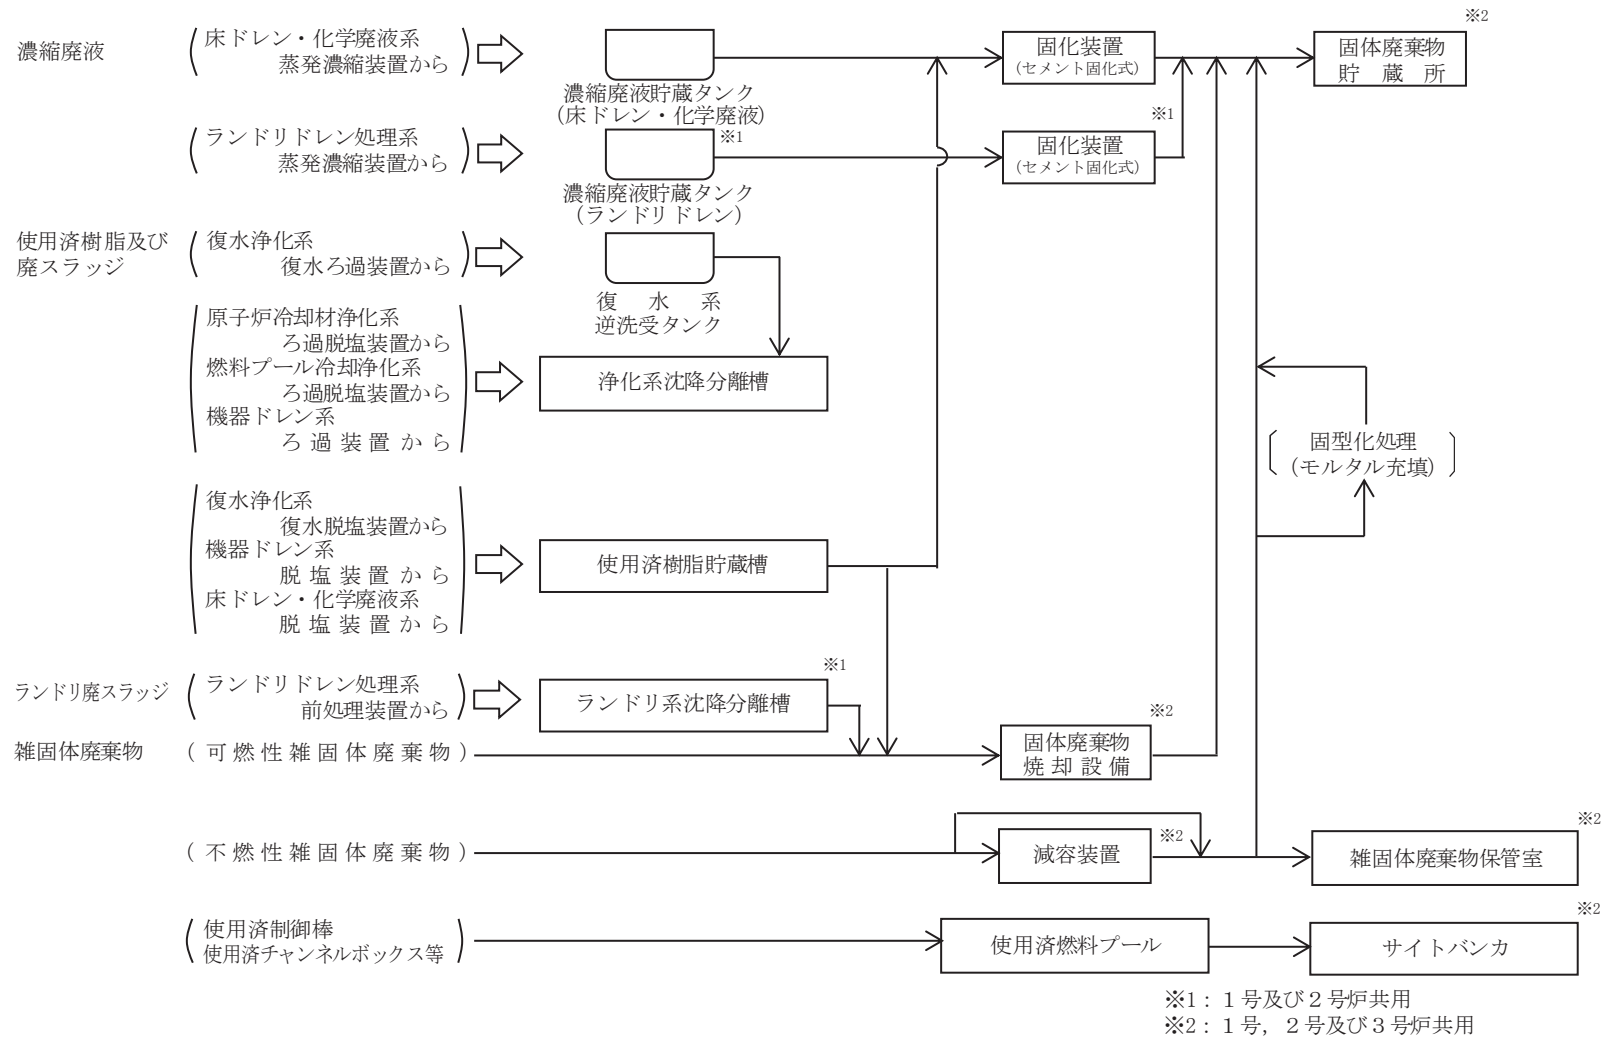 濃縮廃液
床ドレン・化学廃液系
蒸発濃縮装置から
濃縮廃液貯蔵タンク
(床ドレン・化学廃液)
固化装置
(セメント固化式)
※2
固体廃棄物
貯蔵所
ランドリドレン処理系
蒸発濃縮装置から
※1
濃縮廃液貯蔵タンク
(ランドリドレン)
※1
固化装置
(セメント固化式)
使用済樹脂及び
廃スラッジ
復水浄化系
復水ろ過装置から
復水系
逆洗受タンク
原子炉冷却材浄化系
ろ過脱塩装置から
燃料プール冷却浄化系
ろ過脱塩装置から
機器ドレン系
ろ過装置から
浄化系沈降分離槽
固型化処理
(モルタル充填)
復水浄化系
復水脱塩装置から
機器ドレン系
脱塩装置から
床ドレン・化学廃液系
脱塩装置から
使用済樹脂貯蔵槽
ランドリ廃スラッジ
ランドリドレン処理系
前処理装置から
※1
ランドリ系沈降分離槽
雑固体廃棄物
(可燃性雑固体廃棄物)
※2
固体廃棄物
焼却設備
(不燃性雑固体廃棄物)
減容装置
※2
※2
雑固体廃棄物保管室
使用済制御棒
使用済チャンネルボックス等
使用済燃料プール
※2
サイトバンカ
※1：1号及び2号炉共用
※2：1号，2号及び3号炉共用